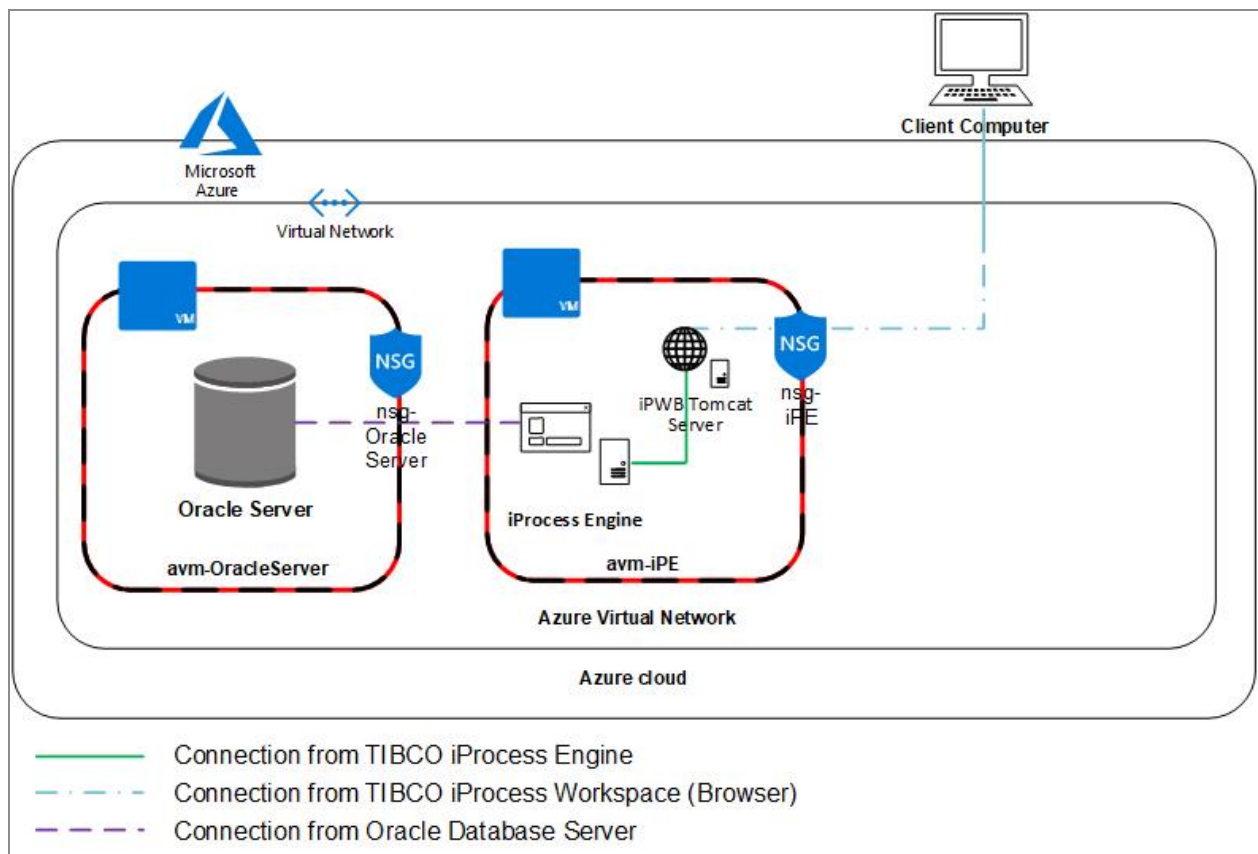 Client Computer
Microsoft
Azure
Virtual Network
VM
VM
NSG
NSG
nsg-
Oracle
Server
iPWB Tomcat
Server
nsg-
iPE
Oracle Server
iProcess Engine
avm-OracleServer
avm-iPE
Azure Virtual Network
Azure cloud
Connection from TIBCO iProcess Engine
Connection from TIBCO iProcess Workspace (Browser)
Connection from Oracle Database Server